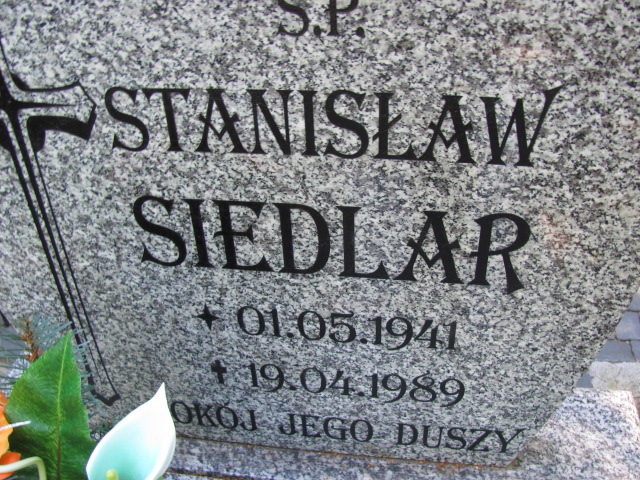 Ś.P.
STANISŁAW
SIEDLAR
01.05.1941
19.04.1989
OKÓJ JEGO DUSZY